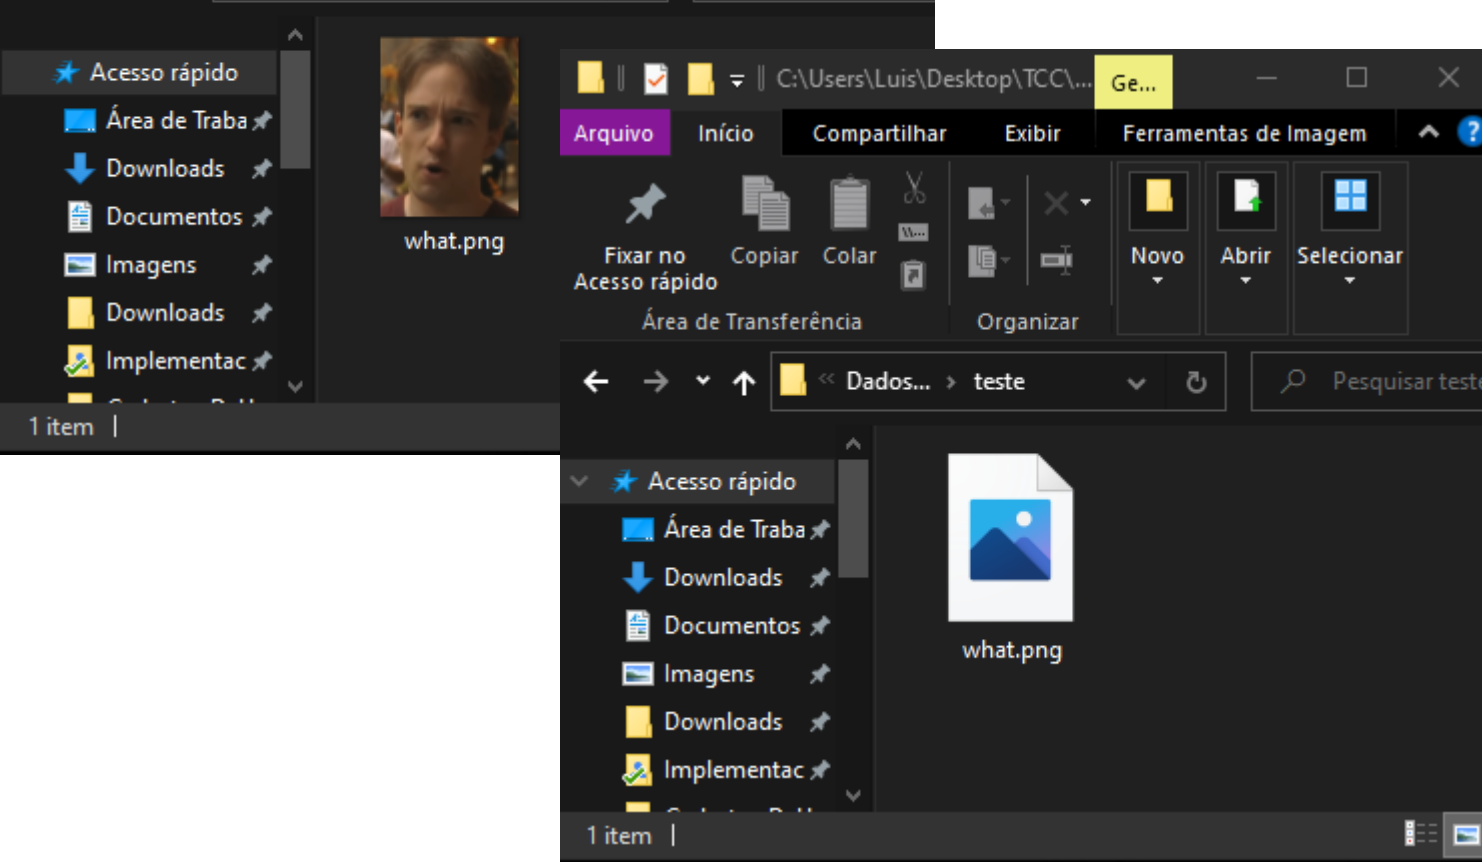 Acesso rápido
Área de Traba
Downloads
Documentos
Imagens
Downloads
Implementac
1 item
what.png
C:\Users\Luis\Desktop\TCC\...
Ge...
Arquivo
Início
Compartilhar
Exibir
Ferramentas de Imagem
Fixar no
Acesso rápido
Copiar
Colar
Área de Transferência
Organizar
Novo
Abrir
Selecionar
Dados...
teste
Pesquisar teste
Acesso rápido
Área de Traba
Downloads
Documentos
Imagens
Downloads
Implementac
what.png
1 item